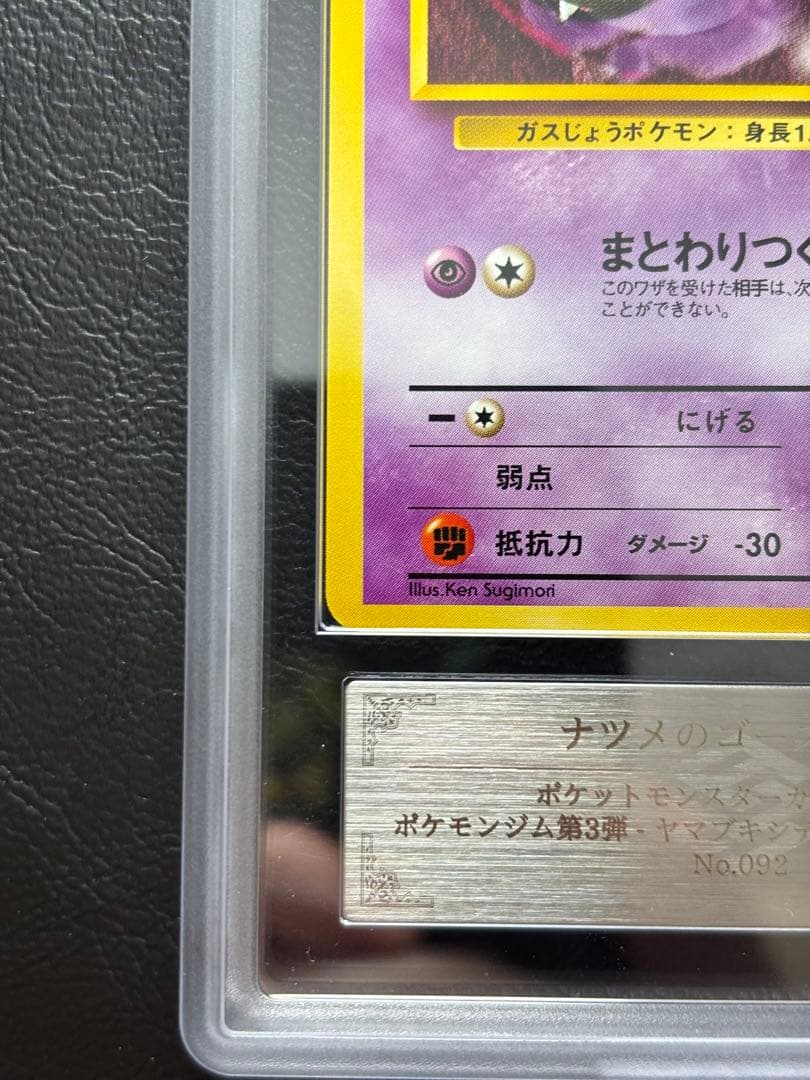 ガスじょうポケモン：身長1
まとわりつく
このワザを受けた相手は、次
ことができない。
にげる
弱点
抵抗力 ダメージ -30
Illus.Ken Sugimori
ナツメのゴー
ポケットモンスターカ
ポケモンジム第3弾 - ヤマブキシ
No.092